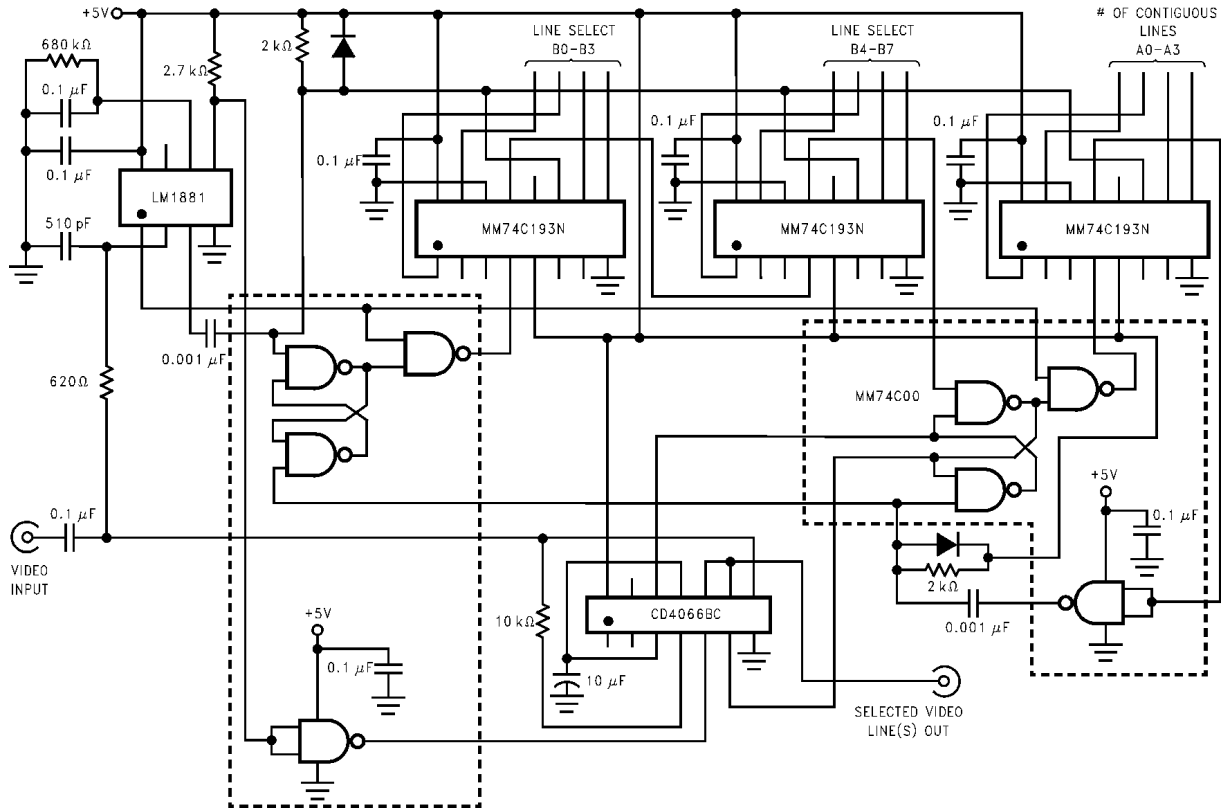 +5V
LINE SELECT
B0-B3
LINE SELECT
B4-B7
# OF CONTIGUOUS
LINES
A0-A3
680 kΩ
2 kΩ
2.7 kΩ
0.1 μF
0.1 μF
0.1 μF
0.1 μF
0.1 μF
LM1881
510 pF
MM74C193N
MM74C193N
MM74C193N
0.001 μF
620Ω
MM74C00
+5V
0.1 μF
0.1 μF
VIDEO
INPUT
2 kΩ
0.001 μF
10 kΩ
CD4066BC
+5V
0.1 μF
10 μF
SELECTED VIDEO
LINE(S) OUT